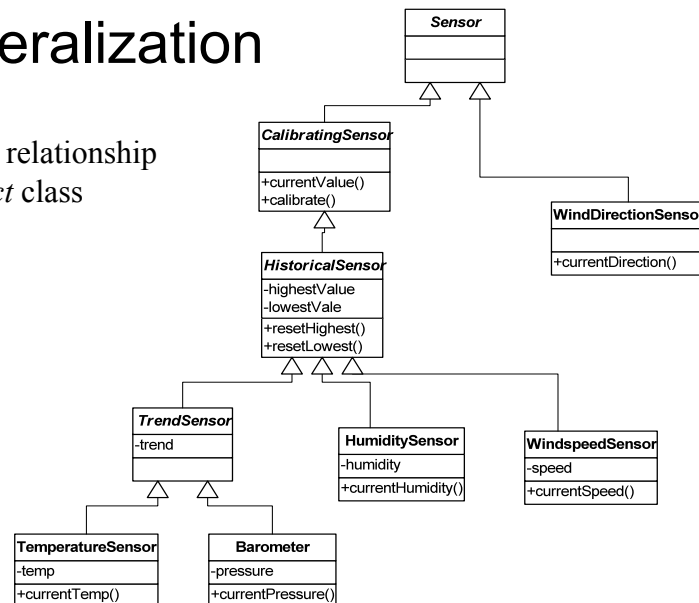 eralization
relationship
ct class
Sensor
CalibratingSensor
+currentValue()
+calibrate()
WindDirectionSenso
+currentDirection()
HistoricalSensor
-highestValue
-lowestVale
+resetHighest()
+resetLowest()
TrendSensor
-trend
HumiditySensor
-humidity
+currentHumidity()
WindspeedSensor
-speed
+currentSpeed()
TemperatureSensor
-temp
+currentTemp()
Barometer
-pressure
+currentPressure()